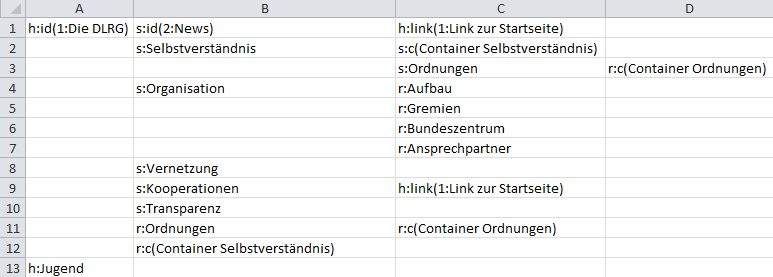 A B C D
1 h:id(1:Die DLRG) s:id(2:News) h:link(1:Link zur Startseite)
2 s:Selbstverständnis s:c(Container Selbstverständnis)
3 s:Ordnungen r:c(Container Ordnungen)
4 s:Organisation r:Aufbau
5 r:Gremien
6 r:Bundeszentrum
7 r:Ansprechpartner
8 s:Vernetzung
9 s:Kooperationen h:link(1:Link zur Startseite)
10 s:Transparenz
11 r:Ordnungen r:c(Container Ordnungen)
12 r:c(Container Selbstverständnis)
13 h:Jugend